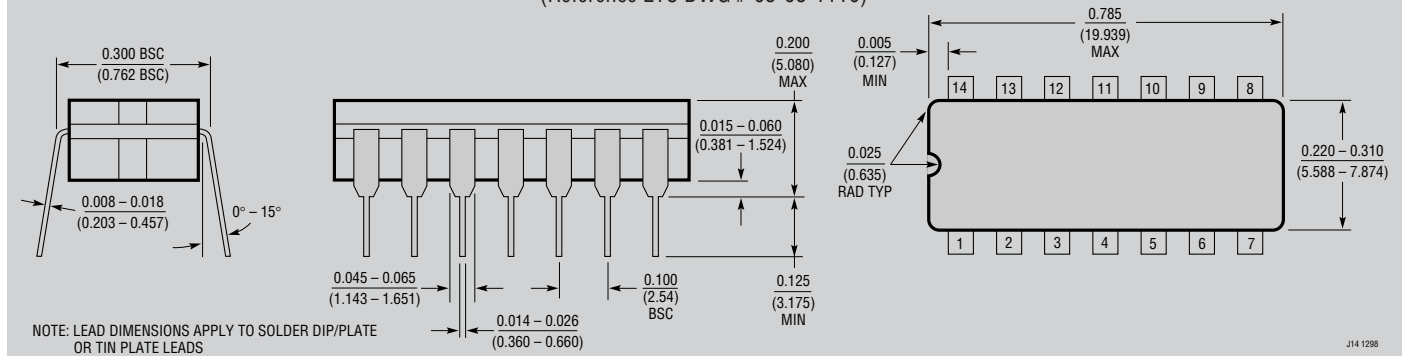 0.300 BSC
(0.762 BSC)
0.008 – 0.018
(0.203 – 0.457)
0° – 15°
0.200
(5.080)
MAX
0.015 – 0.060
(0.381 – 1.524)
0.045 – 0.065
(1.143 – 1.651)
0.014 – 0.026
(0.360 – 0.660)
0.100
(2.54)
BSC
0.125
(3.175)
MIN
0.785
(19.939)
MAX
0.005
(0.127)
MIN
14 13 12 11 10 9 8
0.025
(0.635)
RAD TYP
0.220 – 0.310
(5.588 – 7.874)
1 2 3 4 5 6 7
NOTE: LEAD DIMENSIONS APPLY TO SOLDER DIP/PLATE
OR TIN PLATE LEADS
J14 1298